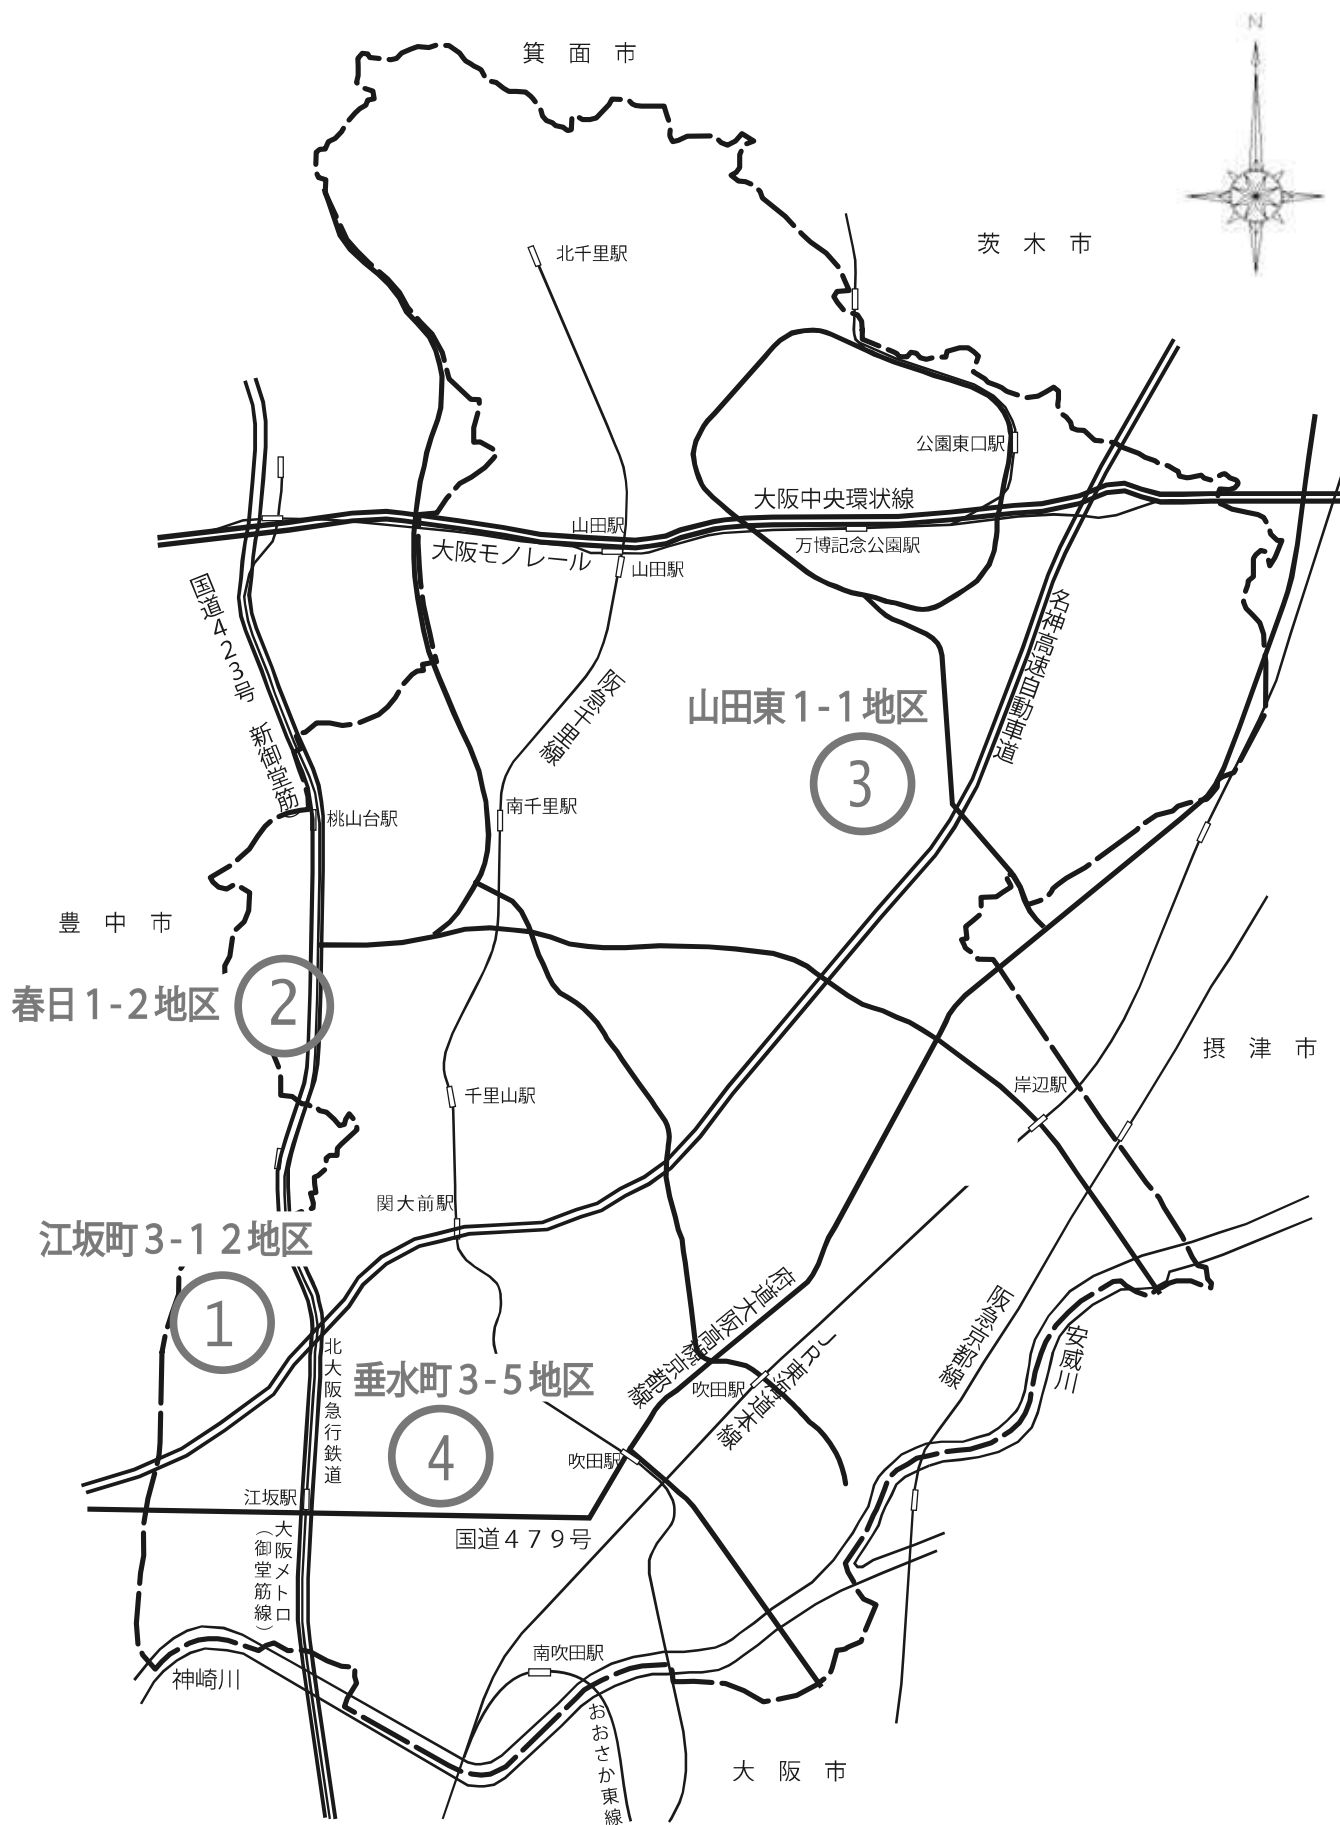 N
箕面市
茨木市
北千里駅
公園東口駅
大阪中央環状線
山田駅
万博記念公園駅
大阪モノレール
山田駅
国道423号
新御堂筋
名神高速自動車道
阪急千里線
山田東1-1地区
3
南千里駅
桃山台駅
豊中市
春日1-2地区
2
摂津市
岸辺駅
千里山駅
関大前駅
江坂町3-12地区
1
府道大阪高槻京都線
JR東海道本線
阪急京都線
安威川
北大阪急行鉄道
垂水町3-5地区
4
吹田駅
吹田駅
江坂駅
国道479号
大阪メトロ
(御堂筋線)
南吹田駅
神崎川
おおさか東線
大阪市